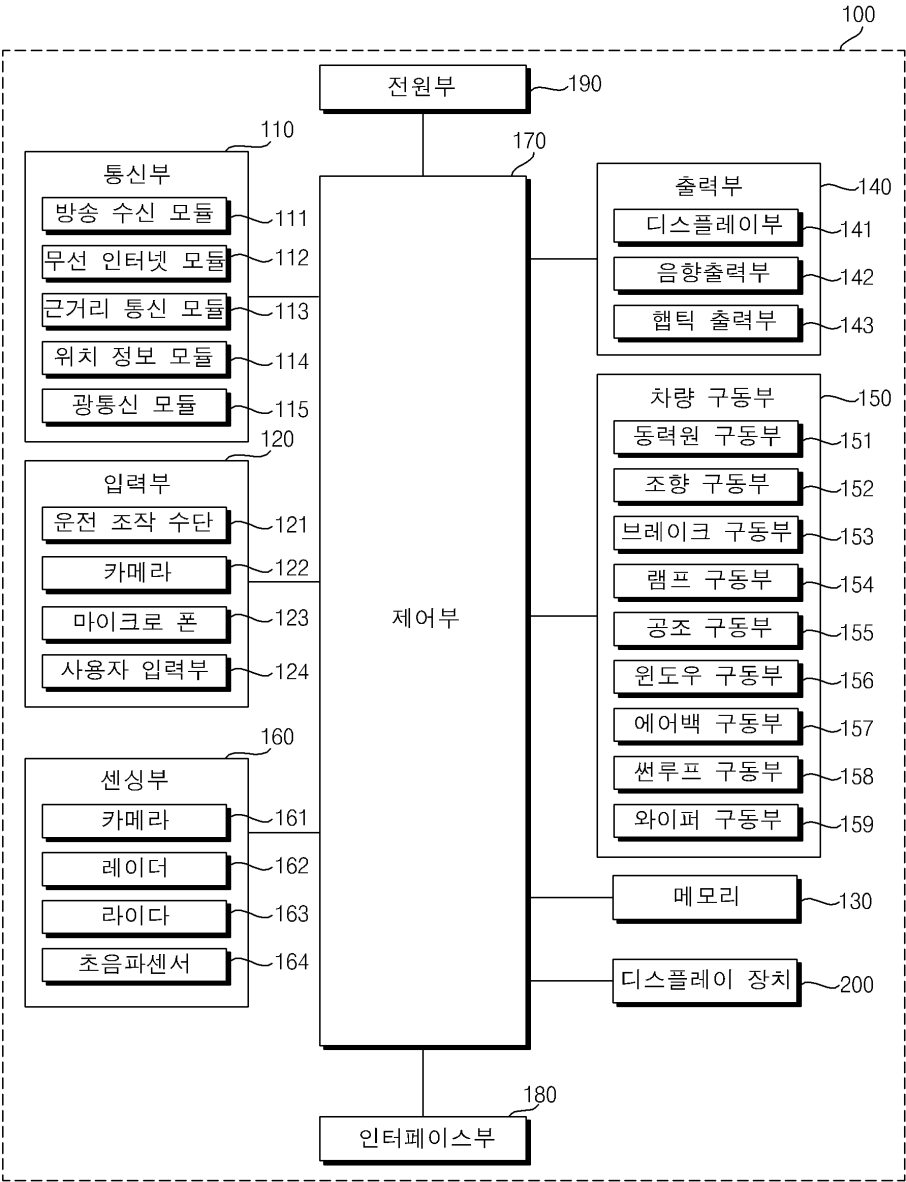 100
전원부
190
110
통신부
방송 수신 모듈
111
무선 인터넷 모듈
112
근거리 통신 모듈
113
위치 정보 모듈
114
광통신 모듈
115
120
입력부
운전 조작 수단
121
카메라
122
마이크로 폰
123
사용자 입력부
124
160
센싱부
카메라
161
레이더
162
라이다
163
초음파센서
164
170
제어부
출력부
140
디스플레이부
141
음향출력부
142
햅틱 출력부
143
차량 구동부
150
동력원 구동부
151
조향 구동부
152
브레이크 구동부
153
램프 구동부
154
공조 구동부
155
윈도우 구동부
156
에어백 구동부
157
썬루프 구동부
158
와이퍼 구동부
159
메모리
130
디스플레이 장치
200
180
인터페이스부